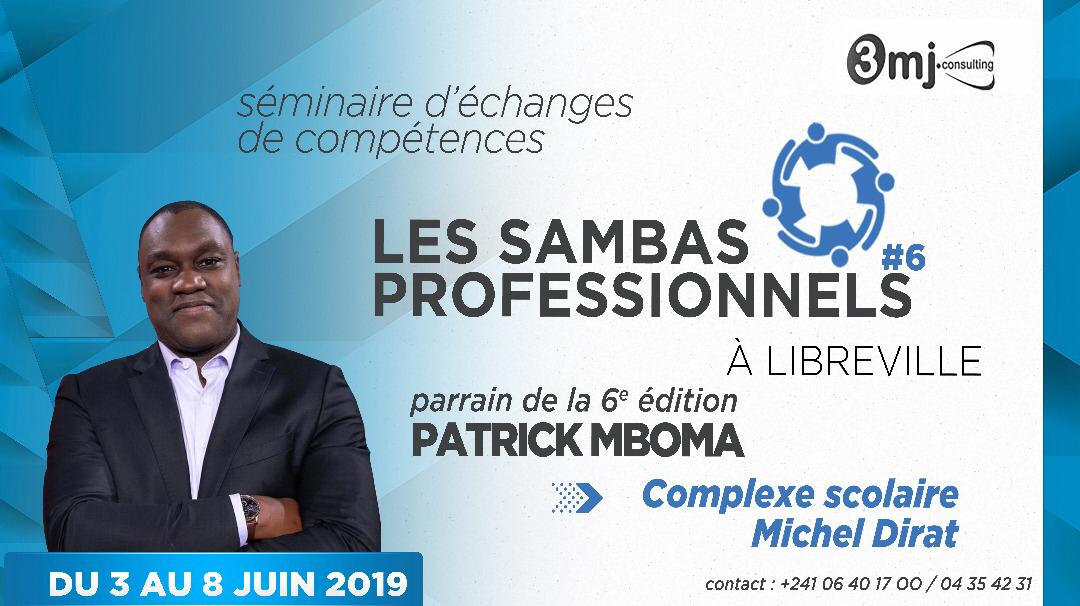 3mj.consulting
séminaire d'échanges
de compétences
LES SAMBAS
#6
PROFESSIONNELS
À LIBREVILLE
parrain de la 6e édition
PATRICK MBOMA
Complexe scolaire
Michel Dirat
DU 3 AU 8 JUIN 2019
contact : +241 06 40 17 OO / 04 35 42 31